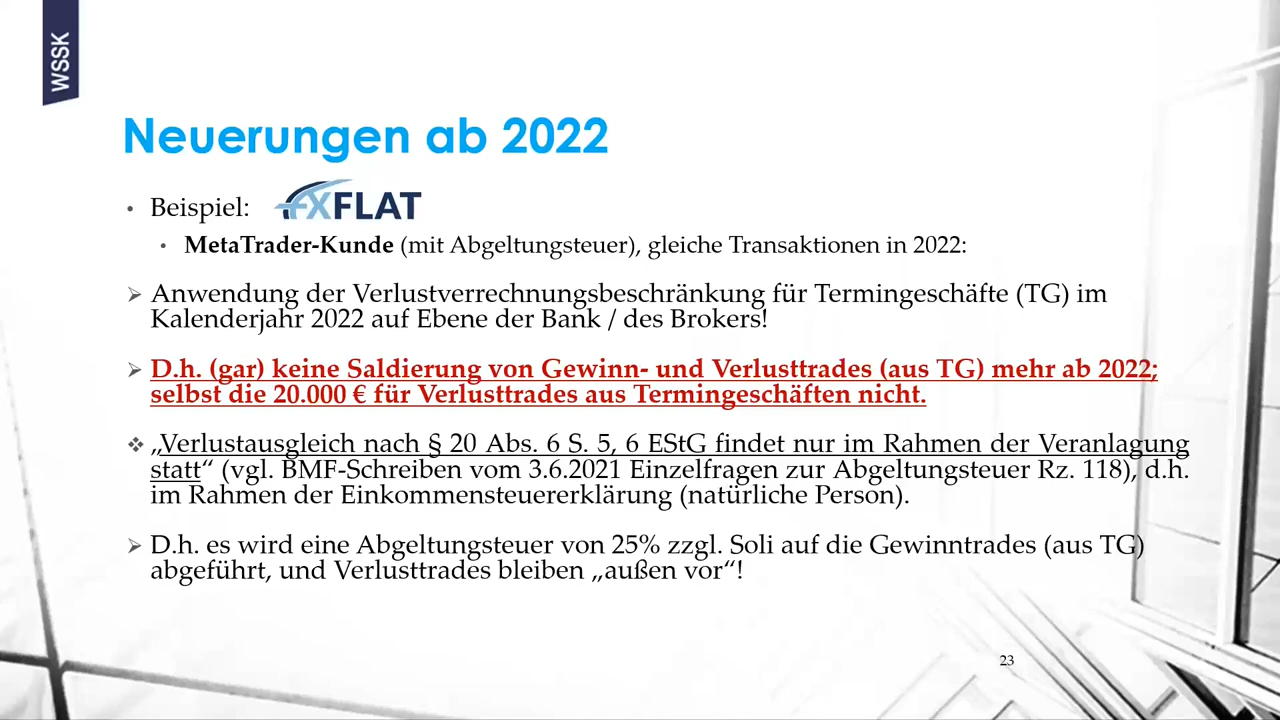 WSSK
Neuerungen ab 2022
• Beispiel: FXFLAT
• MetaTrader-Kunde (mit Abgeltungsteuer), gleiche Transaktionen in 2022:
➢ Anwendung der Verlustverrechnungsbeschränkung für Termingeschäfte (TG) im
Kalenderjahr 2022 auf Ebene der Bank / des Brokers!
➢ D.h. (gar) keine Saldierung von Gewinn- und Verlusttrades (aus TG) mehr ab 2022;
selbst die 20.000 € für Verlusttrades aus Termingeschäften nicht.
❖ „Verlustausgleich nach § 20 Abs. 6 S. 5, 6 EStG findet nur im Rahmen der Veranlagung
statt“ (vgl. BMF-Schreiben vom 3.6.2021 Einzelfragen zur Abgeltungsteuer Rz. 118), d.h.
im Rahmen der Einkommensteuererklärung (natürliche Person).
➢ D.h. es wird eine Abgeltungsteuer von 25% zzgl. Soli auf die Gewinntrades (aus TG)
abgeführt, und Verlusttrades bleiben „außen vor“!
23